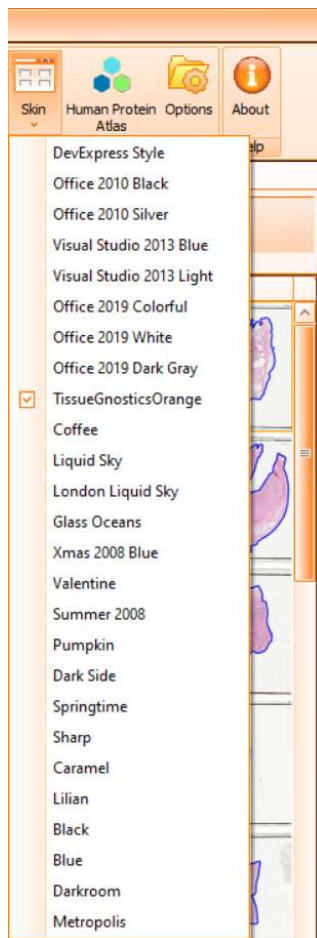 Skin
Human Protein
Atlas
Options
About
DevExpress Style
Office 2010 Black
Office 2010 Silver
Visual Studio 2013 Blue
Visual Studio 2013 Light
Office 2019 Colorful
Office 2019 White
Office 2019 Dark Gray
TissueGnosticsOrange
Coffee
Liquid Sky
London Liquid Sky
Glass Oceans
Xmas 2008 Blue
Valentine
Summer 2008
Pumpkin
Dark Side
Springtime
Sharp
Caramel
Lilian
Black
Blue
Darkroom
Metropolis